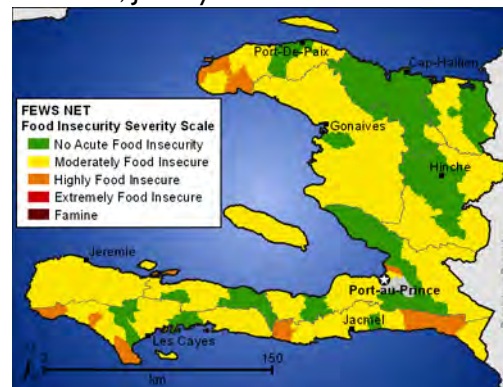 Port-De-Paix
Cap-Haitien
FEWS NET
Food Insecurity Severity Scale
No Acute Food Insecurity
Moderately Food Insecure
Highly Food Insecure
Extremely Food Insecure
Famine
Gonaives
Hinche
Jeremie
Port-au-Prince
Jacmel
Les Cayes
0
150
km